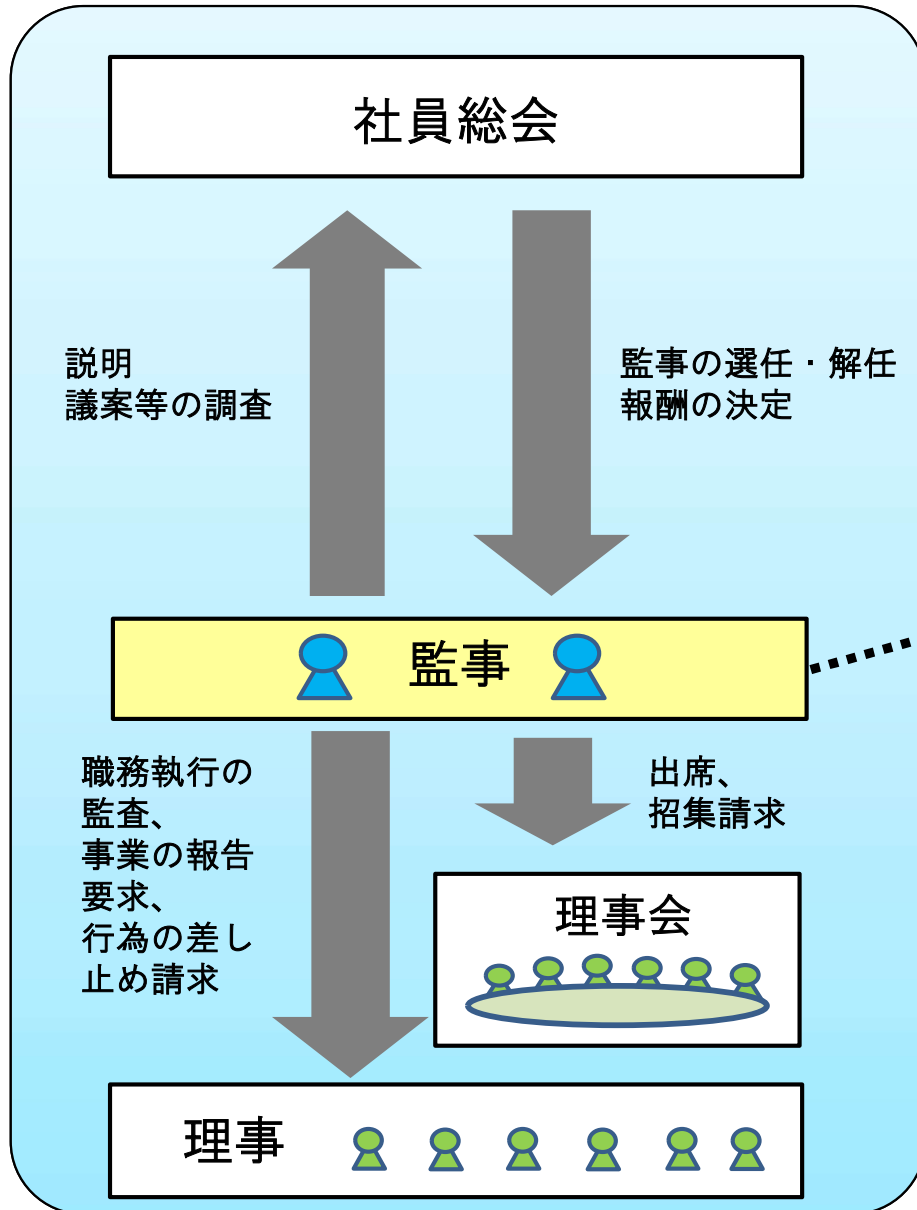 社員総会
説明
議案等の調査
監事の選任・解任
報酬の決定
監事
職務執行の
監査、
事業の報告
要求、
行為の差し
止め請求
出席、
招集請求
理事会
理事